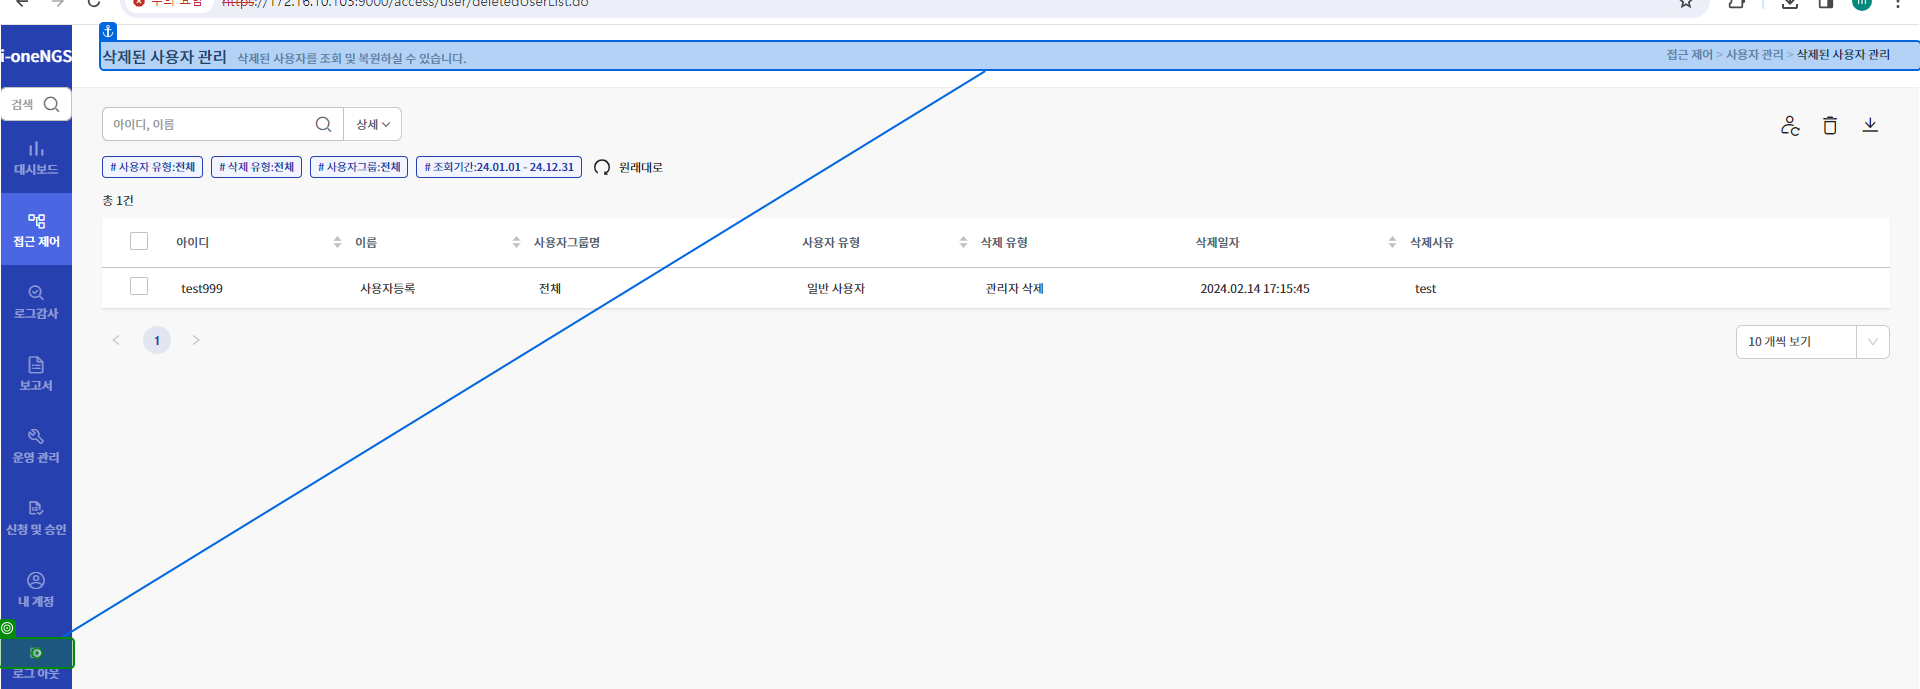 https://172.16.10.105:9000/access/user/deletedUserList.do
i-oneNGS
삭제된 사용자 관리 삭제된 사용자를 조회 및 복원하실 수 있습니다.
접근 제어 > 사용자 관리 > 삭제된 사용자 관리
검색
대시보드
접근 제어
로그감사
보고서
운영 관리
신청 및 승인
내 계정
로그 아웃
아이디, 이름 상세
# 사용자 유형:전체 # 삭제 유형:전체 # 사용자그룹:전체 # 조회기간:24.01.01 - 24.12.31 원래대로
총 1건
아이디 이름 사용자그룹명 사용자 유형 삭제 유형 삭제일자 삭제사유
test999 사용자등록 전체 일반 사용자 관리자 삭제 2024.02.14 17:15:45 test
< 1 >
10 개씩 보기